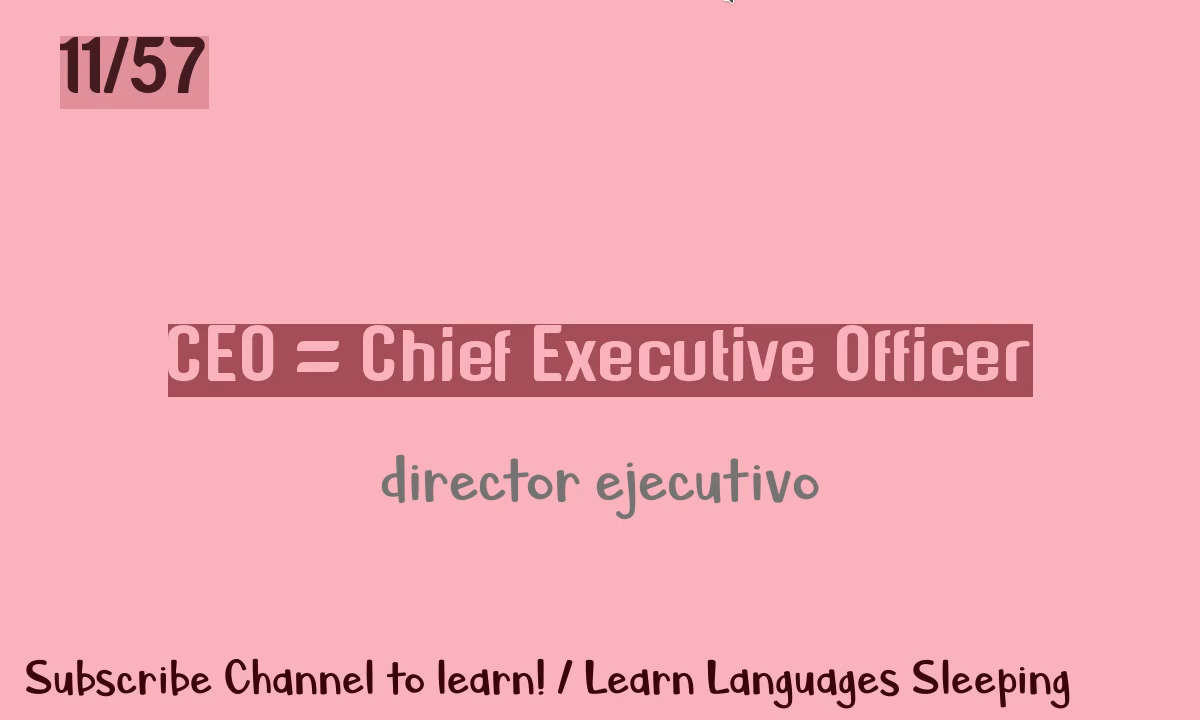 11/57
CEO = Chief Executive Officer
director ejecutivo
Subscribe Channel to learn! / Learn Languages Sleeping